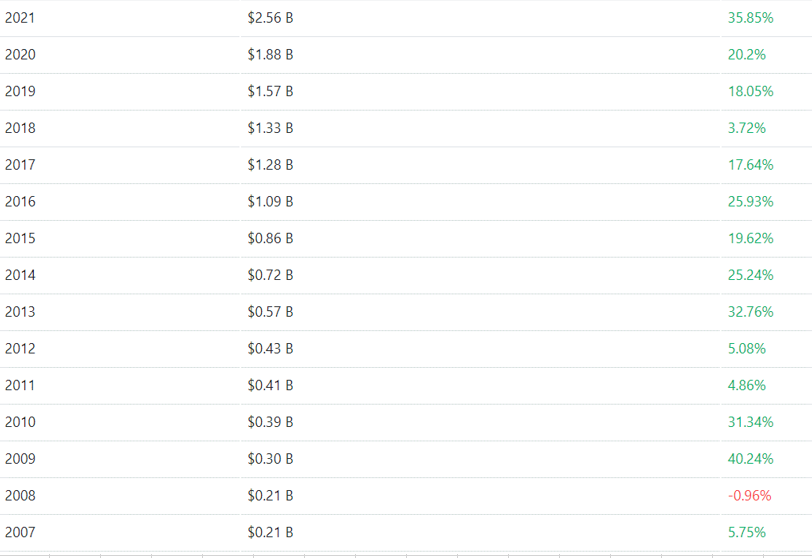 2021 $2.56 B 35.85%
2020 $1.88 B 20.2%
2019 $1.57 B 18.05%
2018 $1.33 B 3.72%
2017 $1.28 B 17.64%
2016 $1.09 B 25.93%
2015 $0.86 B 19.62%
2014 $0.72 B 25.24%
2013 $0.57 B 32.76%
2012 $0.43 B 5.08%
2011 $0.41 B 4.86%
2010 $0.39 B 31.34%
2009 $0.30 B 40.24%
2008 $0.21 B -0.96%
2007 $0.21 B 5.75%